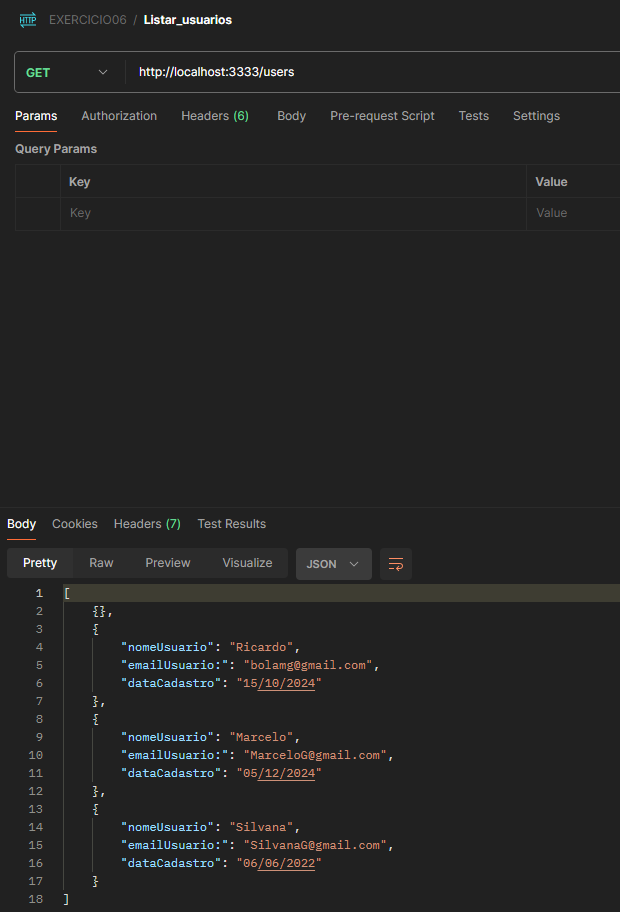 HTTP EXERCICIO06 / Listar_usuarios
GET http://localhost:3333/users
Params Authorization Headers (6) Body Pre-request Script Tests Settings
Query Params
Key Value
Key Value
Body Cookies Headers (7) Test Results
Pretty Raw Preview Visualize JSON
1 [
2 {},
3 {
4 "nomeUsuario": "Ricardo",
5 "emailUsuario:": "bolamg@gmail.com",
6 "dataCadastro": "15/10/2024"
7 },
8 {
9 "nomeUsuario": "Marcelo",
10 "emailUsuario:": "MarceloG@gmail.com",
11 "dataCadastro": "05/12/2024"
12 },
13 {
14 "nomeUsuario": "Silvana",
15 "emailUsuario:": "SilvanaG@gmail.com",
16 "dataCadastro": "06/06/2022"
17 }
18 ]